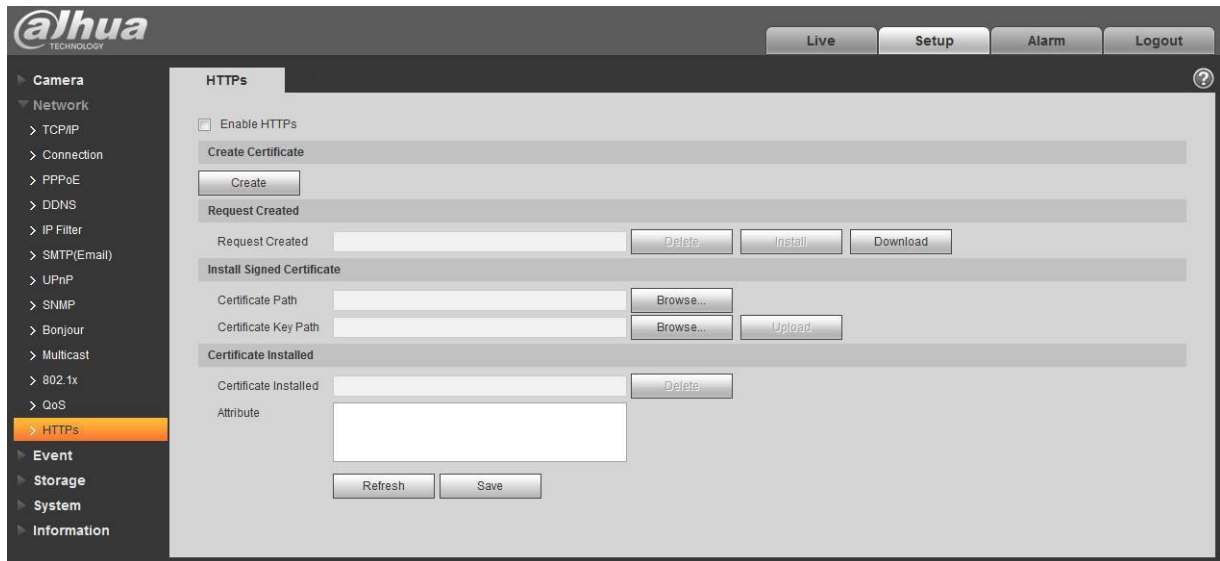 alhua
TECHNOLOGY
Live Setup Alarm Logout
Camera
Network
TCP/IP
Connection
PPPoE
DDNS
IP Filter
SMTP(Email)
UPnP
SNMP
Bonjour
Multicast
802.1x
QoS
HTTPs
Event
Storage
System
Information
HTTPs ?
Enable HTTPs
Create Certificate
Create
Request Created
Request Created Delete Install Download
Install Signed Certificate
Certificate Path Browse...
Certificate Key Path Browse... Upload
Certificate Installed
Certificate Installed Delete
Attribute
Refresh Save